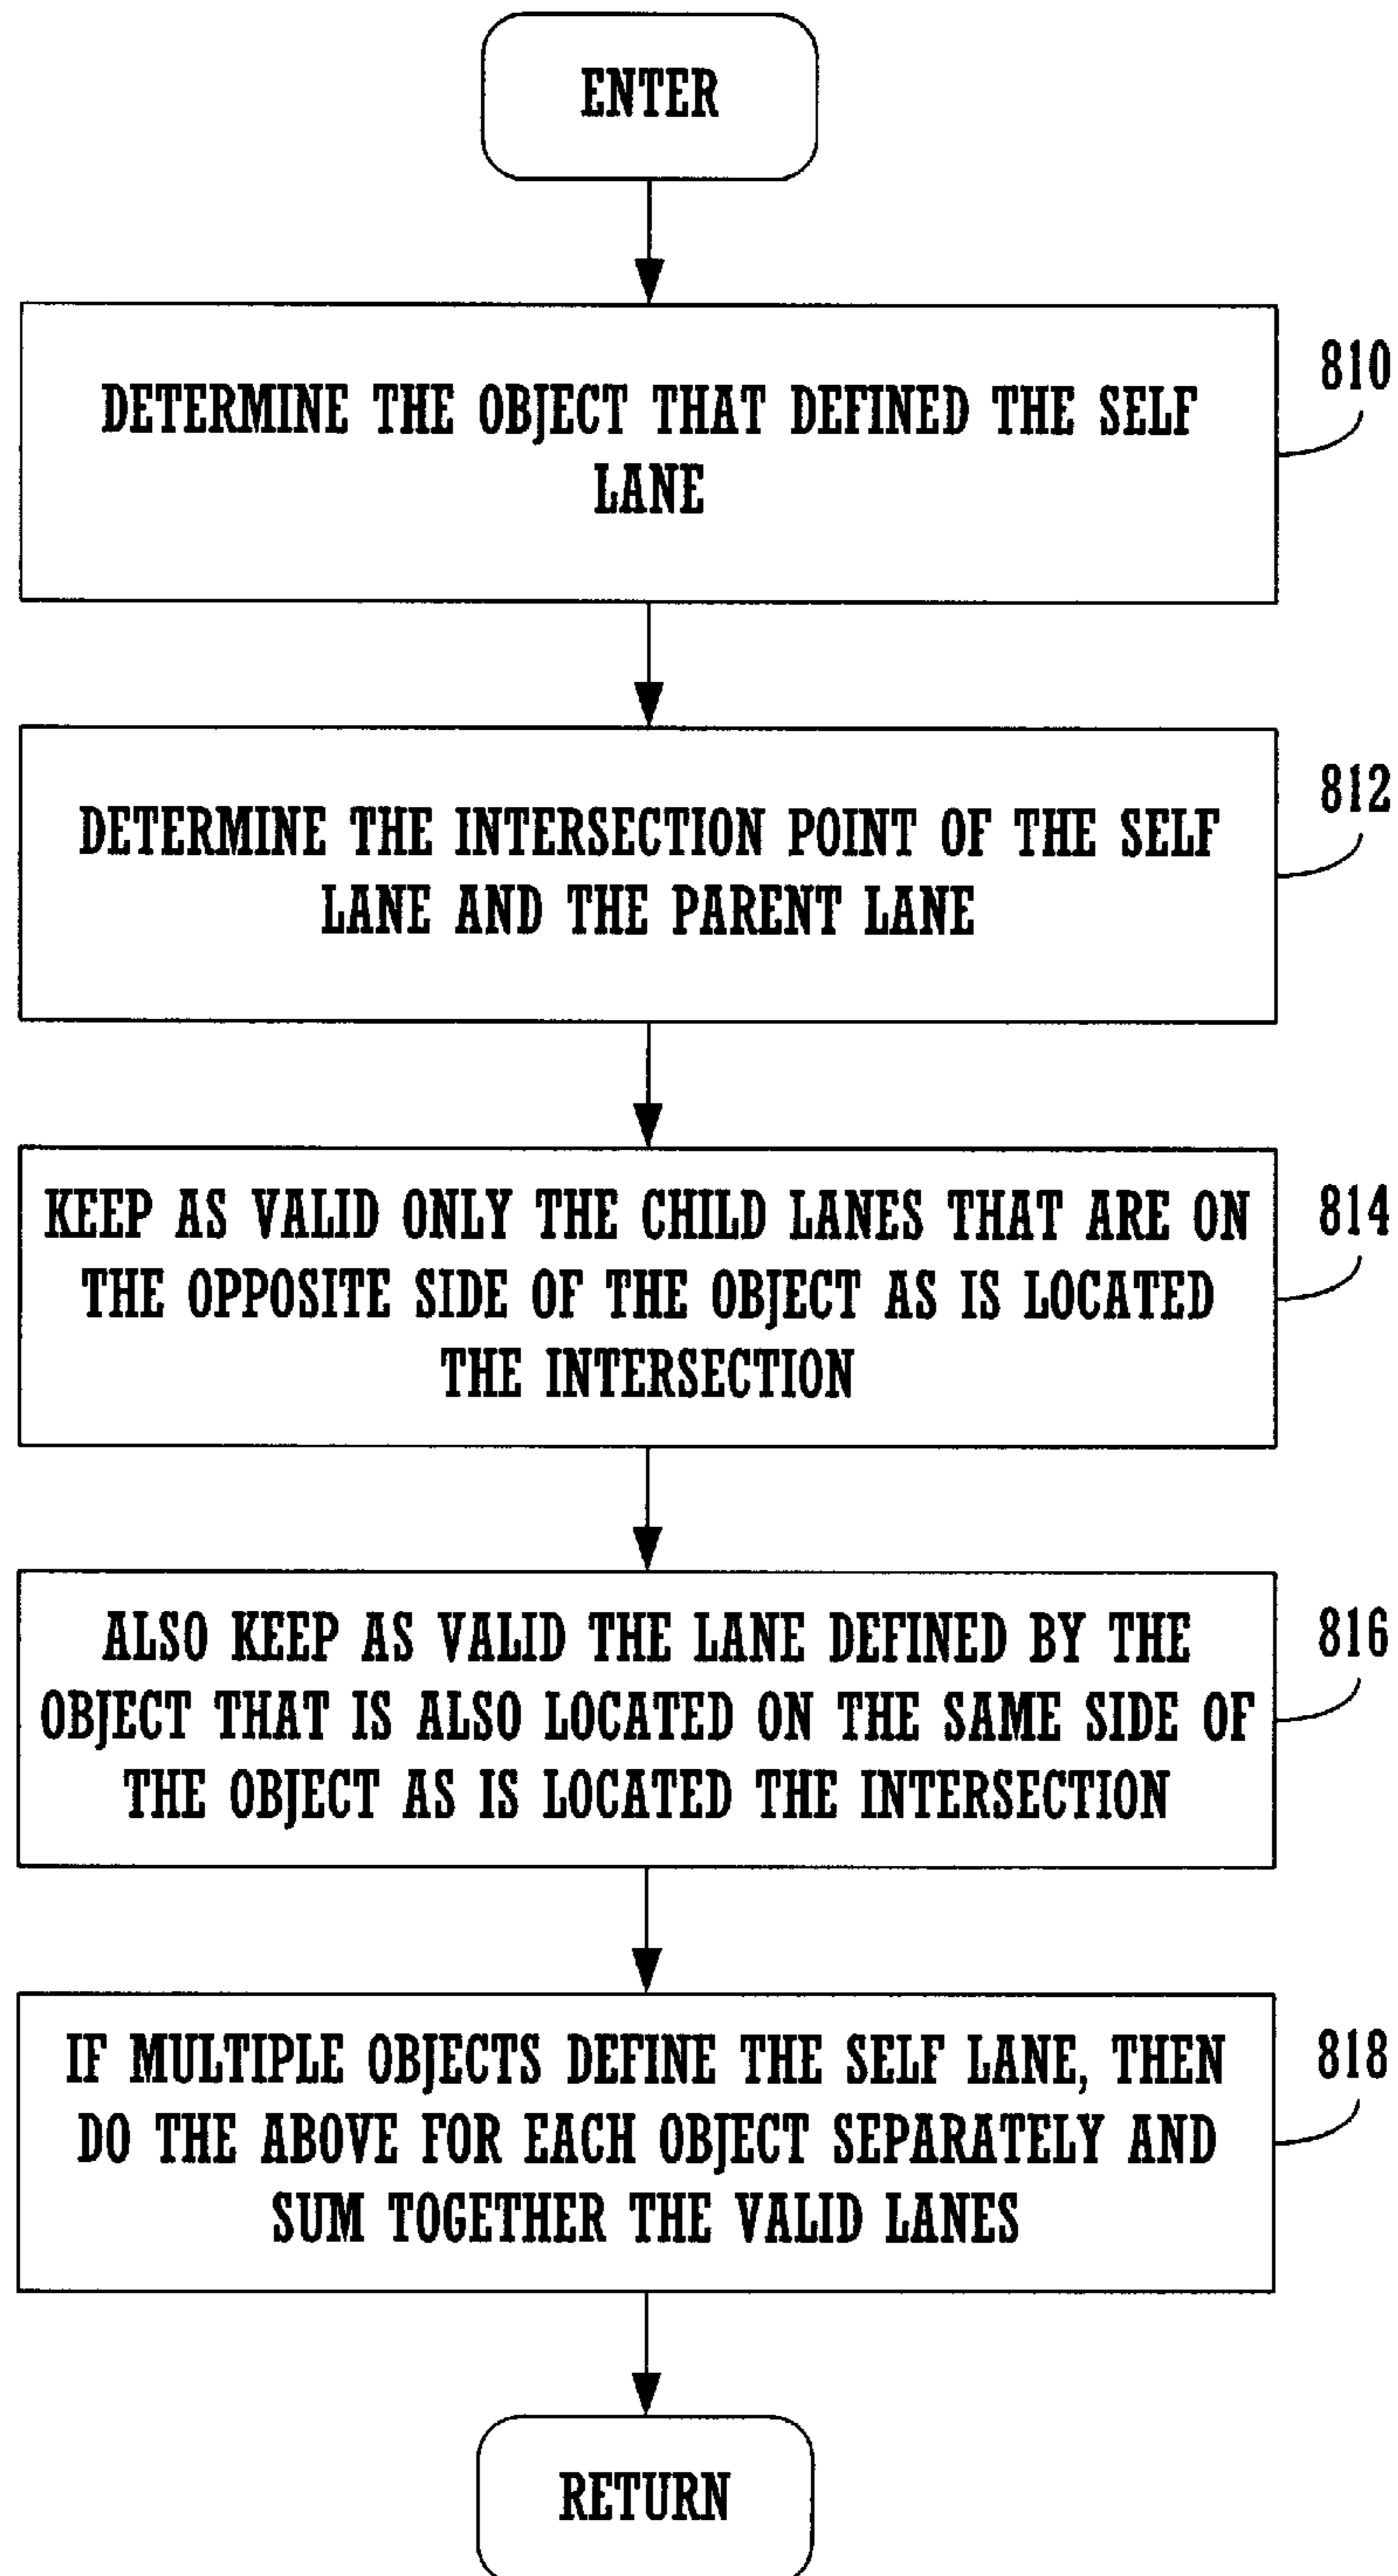 ENTER
DETERMINE THE OBJECT THAT DEFINED THE SELF
LANE
810
DETERMINE THE INTERSECTION POINT OF THE SELF
LANE AND THE PARENT LANE
812
KEEP AS VALID ONLY THE CHILD LANES THAT ARE ON
THE OPPOSITE SIDE OF THE OBJECT AS IS LOCATED
THE INTERSECTION
814
ALSO KEEP AS VALID THE LANE DEFINED BY THE
OBJECT THAT IS ALSO LOCATED ON THE SAME SIDE OF
THE OBJECT AS IS LOCATED THE INTERSECTION
816
IF MULTIPLE OBJECTS DEFINE THE SELF LANE, THEN
DO THE ABOVE FOR EACH OBJECT SEPARATELY AND
SUM TOGETHER THE VALID LANES
818
RETURN